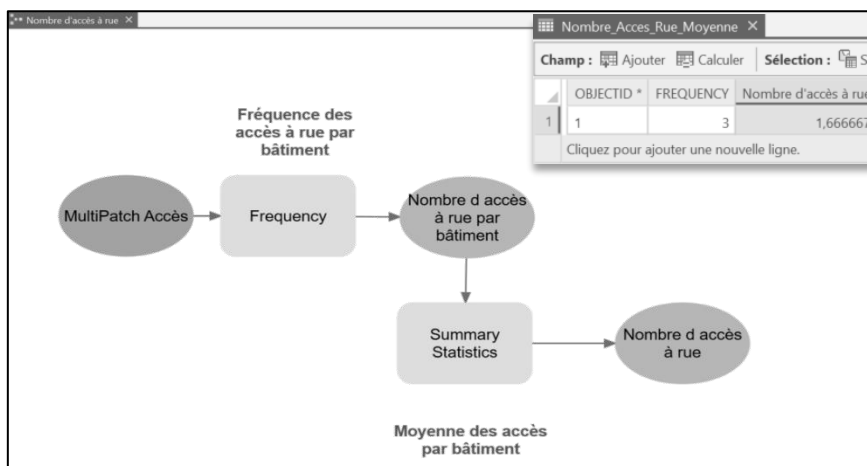 Nombre d'accès à rue
Nombre_Acces_Rue_Moyenne
Champ : Ajouter Calculer Sélection : S
OBJECTID * FREQUENCY Nombre d'accès à rue
1 1 3 1,666667
Cliquez pour ajouter une nouvelle ligne.
Fréquence des
accès à rue par
bâtiment
MultiPatch Accès
Frequency
Nombre d accès
à rue par
bâtiment
Summary
Statistics
Nombre d accès
à rue
Moyenne des accès
par bâtiment